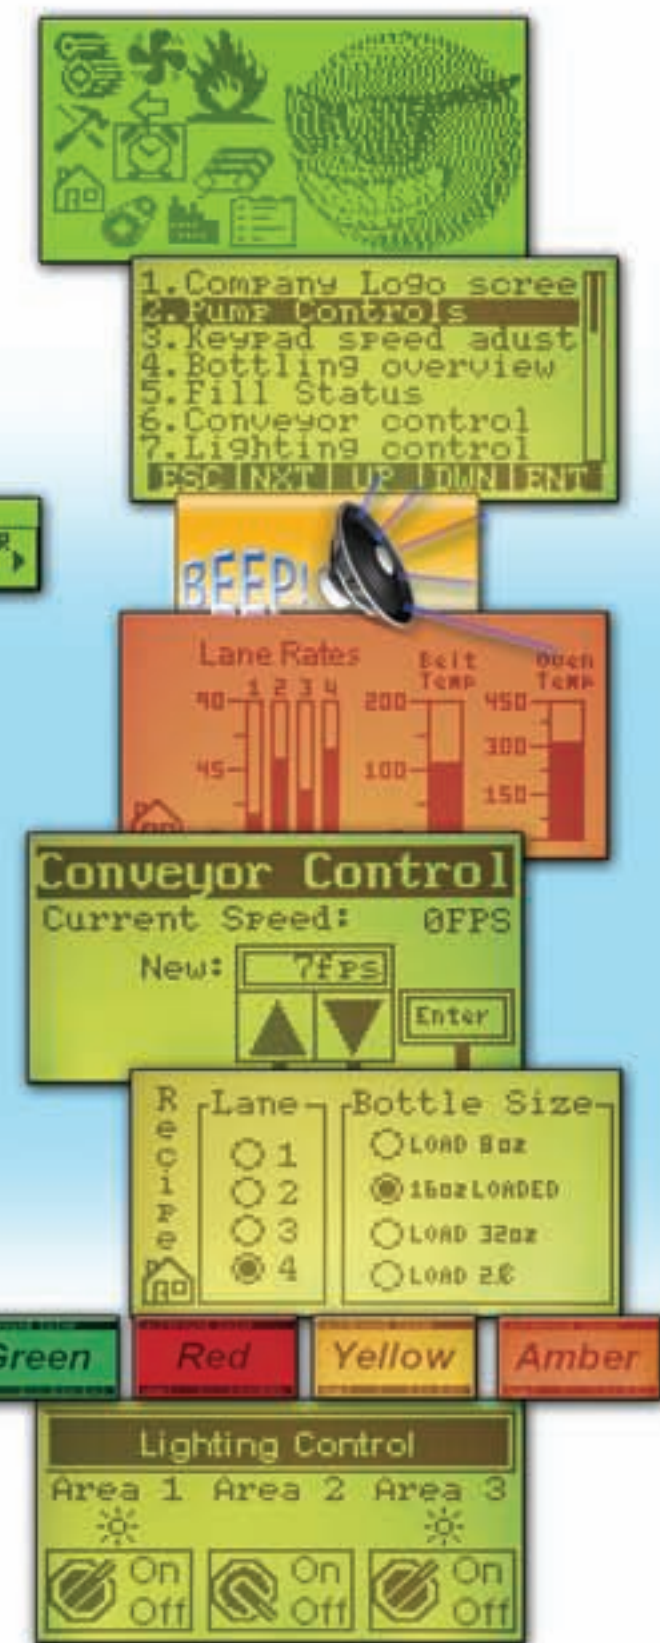 1.Company Logo scree
2.Pump Controls
3.Keypad speed adust
4.Bottling overview
5.Fill Status
6.Conveyor control
7.Lighting control
ESC NXT UP DWN ENT
BEEP!
Lane Rates
Belt Temp
Oven Temp
1 2 3 4
90 200 450
45 100 300
150
Conveyor Control
Current Speed: 0FPS
New: 7fps
Enter
Recipe
Lane Bottle Size
1 LOAD 8oz
2 16oz LOADED
3 LOAD 32oz
4 LOAD 2
Green Red Yellow Amber
Lighting Control
Area 1 Area 2 Area 3
On On On
Off Off Off